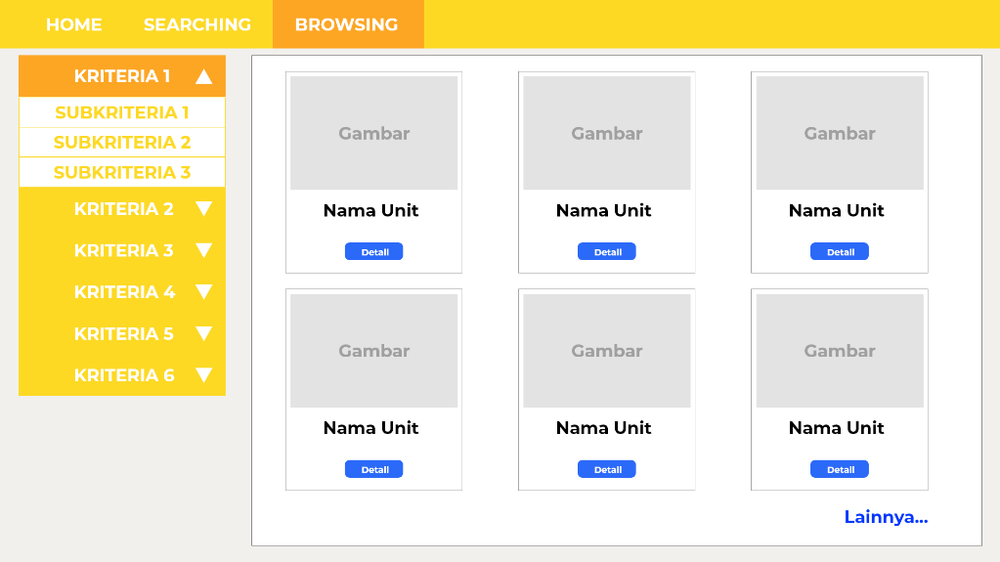 HOME SEARCHING BROWSING
KRITERIA 1 ▲
SUBKRITERIA 1
SUBKRITERIA 2
SUBKRITERIA 3
KRITERIA 2 ▼
KRITERIA 3 ▼
KRITERIA 4 ▼
KRITERIA 5 ▼
KRITERIA 6 ▼
Gambar Gambar Gambar
Nama Unit Nama Unit Nama Unit
Detail Detail Detail
Gambar Gambar Gambar
Nama Unit Nama Unit Nama Unit
Detail Detail Detail
Lainnya...